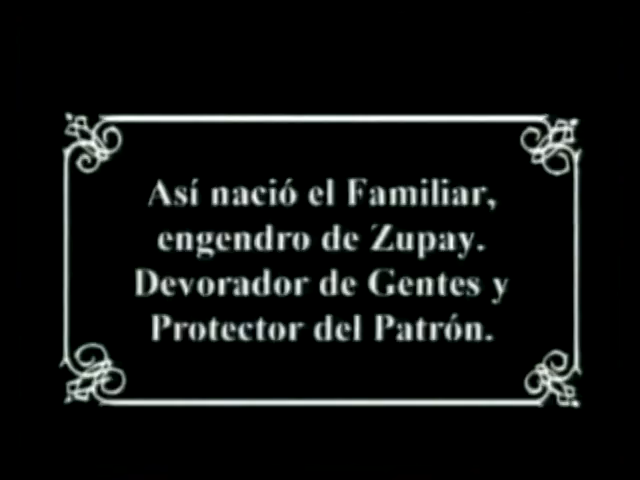 Así nació el Familiar,
engendro de Zupay.
Devorador de Gentes y
Protector del Patrón.